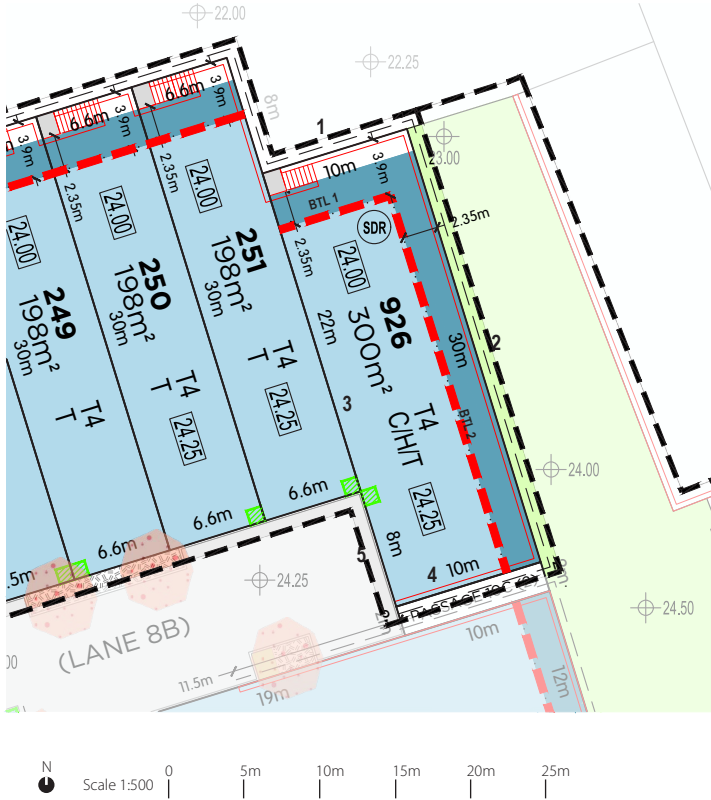 22.00
22.25
23.00
24.00
24.50
24.25
8m
1
6.6m
3.9m
2.35m
24.00
249
198m²
30m
T4
T
6.6m
3.9m
2.35m
24.00
250
198m²
30m
T4
T
24.25
6.6m
3.9m
24.00
251
198m²
30m
T4
T
24.25
10m
3.9m
BTL 1
2.35m
SDR
2.35m
24.00
926
300m²
22m
30m
2
3
T4
C/H/T
BTL 2
24.25
8m
10m
4
5
6.6m
6.6m
6.6m
.5m
(LANE 8B)
00
11.5m
19m
10m
12m
N
Scale 1:500
0
5m
10m
15m
20m
25m